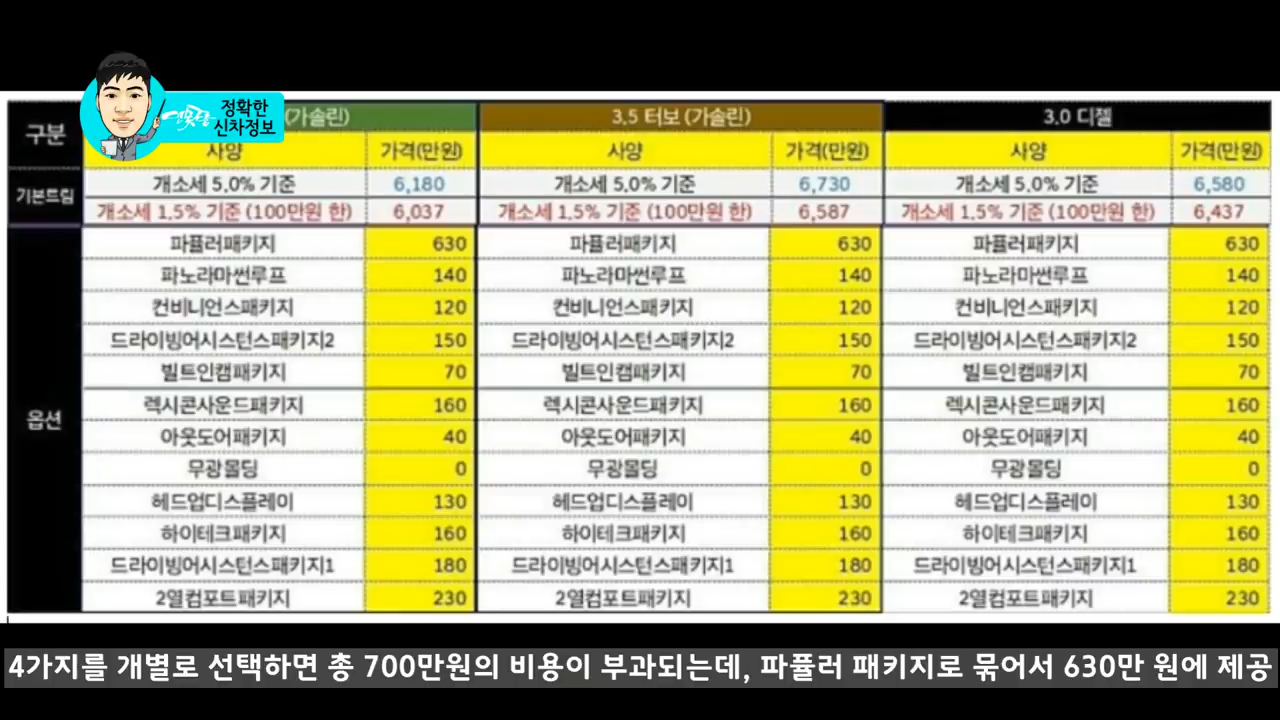 정확한
신차정보
구분 (가솔린) 3.5 터보 (가솔린) 3.0 디젤
사양 가격(만원) 사양 가격(만원) 사양 가격(만원)
기본트림 개소세 5.0% 기준 6,180 개소세 5.0% 기준 6,730 개소세 5.0% 기준 6,580
개소세 1.5% 기준 (100만원 한) 6,037 개소세 1.5% 기준 (100만원 한) 6,587 개소세 1.5% 기준 (100만원 한) 6,437
옵션
파퓰러패키지 630 파퓰러패키지 630 파퓰러패키지 630
파노라마썬루프 140 파노라마썬루프 140 파노라마썬루프 140
컨비니언스패키지 120 컨비니언스패키지 120 컨비니언스패키지 120
드라이빙어시스턴스패키지2 150 드라이빙어시스턴스패키지2 150 드라이빙어시스턴스패키지2 150
빌트인캠패키지 70 빌트인캠패키지 70 빌트인캠패키지 70
렉시콘사운드패키지 160 렉시콘사운드패키지 160 렉시콘사운드패키지 160
아웃도어패키지 40 아웃도어패키지 40 아웃도어패키지 40
무광몰딩 0 무광몰딩 0 무광몰딩 0
헤드업디스플레이 130 헤드업디스플레이 130 헤드업디스플레이 130
하이테크패키지 160 하이테크패키지 160 하이테크패키지 160
드라이빙어시스턴스패키지1 180 드라이빙어시스턴스패키지1 180 드라이빙어시스턴스패키지1 180
2열컴포트패키지 230 2열컴포트패키지 230 2열컴포트패키지 230
4가지를 개별로 선택하면 총 700만원의 비용이 부과되는데, 파퓰러 패키지로 묶어서 630만 원에 제공